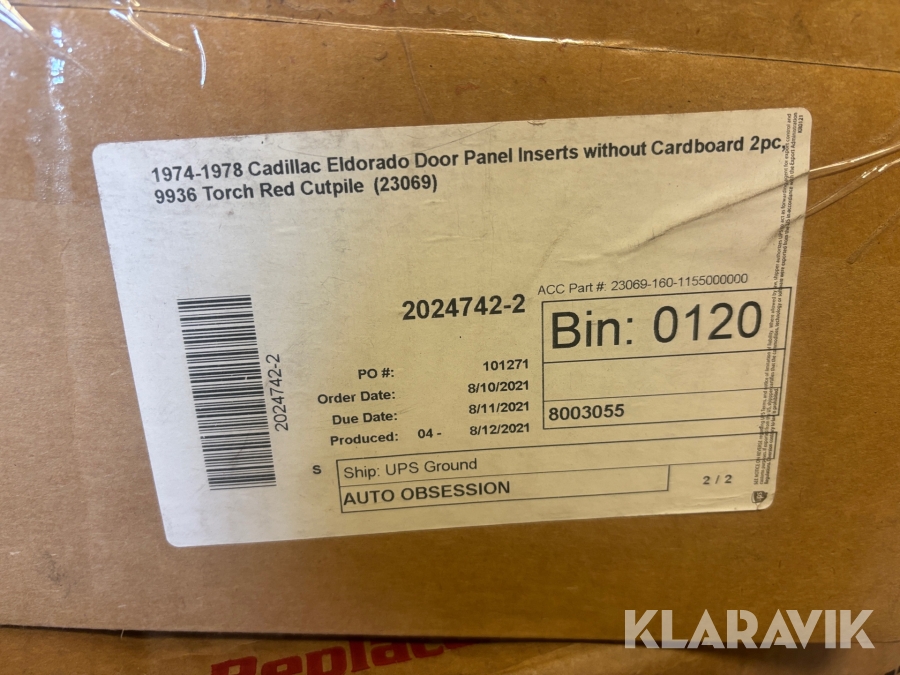 1974-1978 Cadillac Eldorado Door Panel Inserts without Cardboard 2pc,
9936 Torch Red Cutpile (23069)
ACC Part #: 23069-160-1155000000
2024742-2
Bin: 0120
2024742-2
PO #: 101271
Order Date: 8/10/2021
Due Date: 8/11/2021
8003055
Produced: 04 - 8/12/2021
S
Ship: UPS Ground
AUTO OBSESSION
2 / 2
KLARAVIK